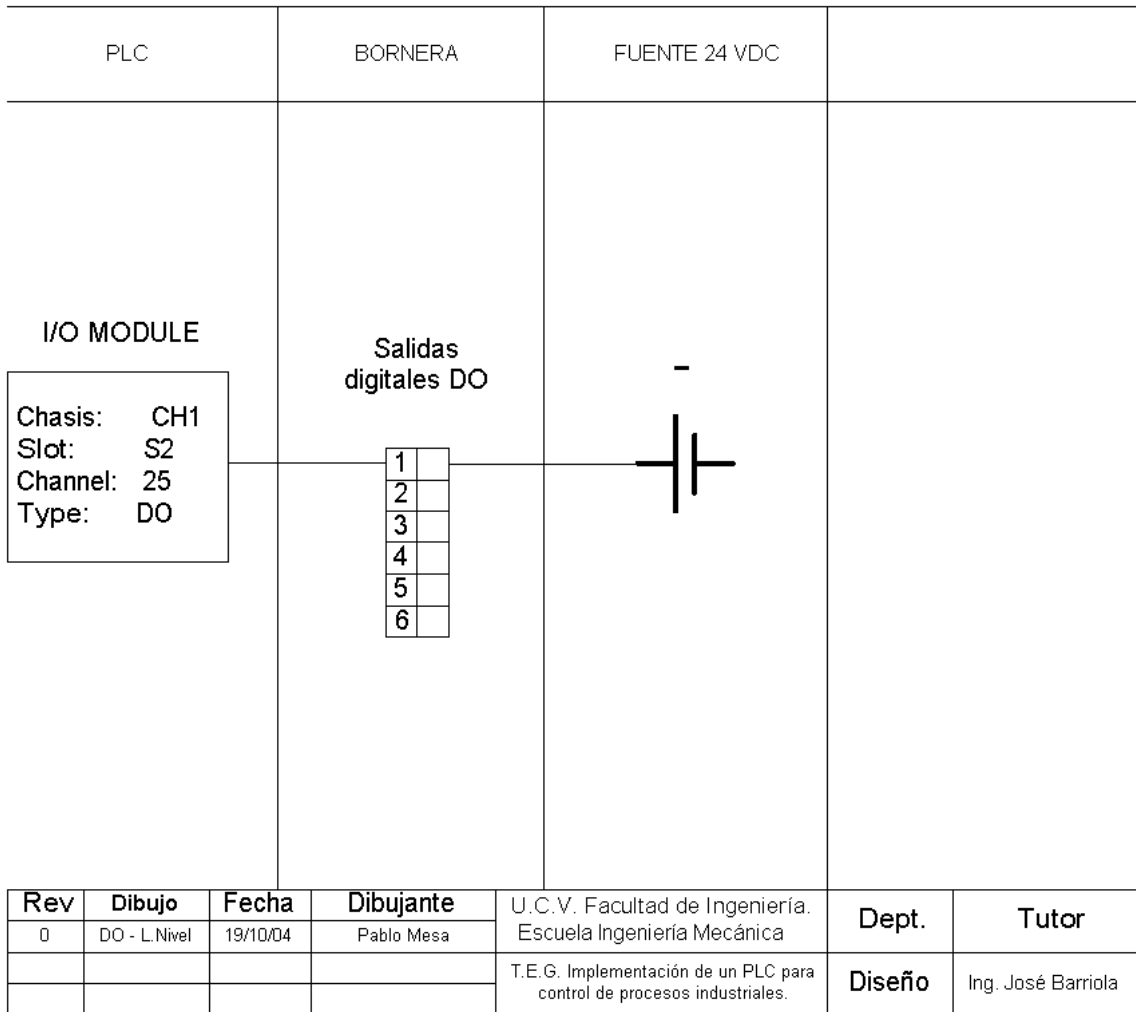 PLC BORNERA FUENTE 24 VDC
I/O MODULE
Chasis: CH1
Slot: S2
Channel: 25
Type: DO
Salidas
digitales DO
-
1
2
3
4
5
6
Rev Dibujo Fecha Dibujante
0 DO - L.Nivel 19/10/04 Pablo Mesa
U.C.V. Facultad de Ingeniería.
Escuela Ingeniería Mecánica
T.E.G. Implementación de un PLC para
control de procesos industriales.
Dept. Tutor
Diseño Ing. José Barriola